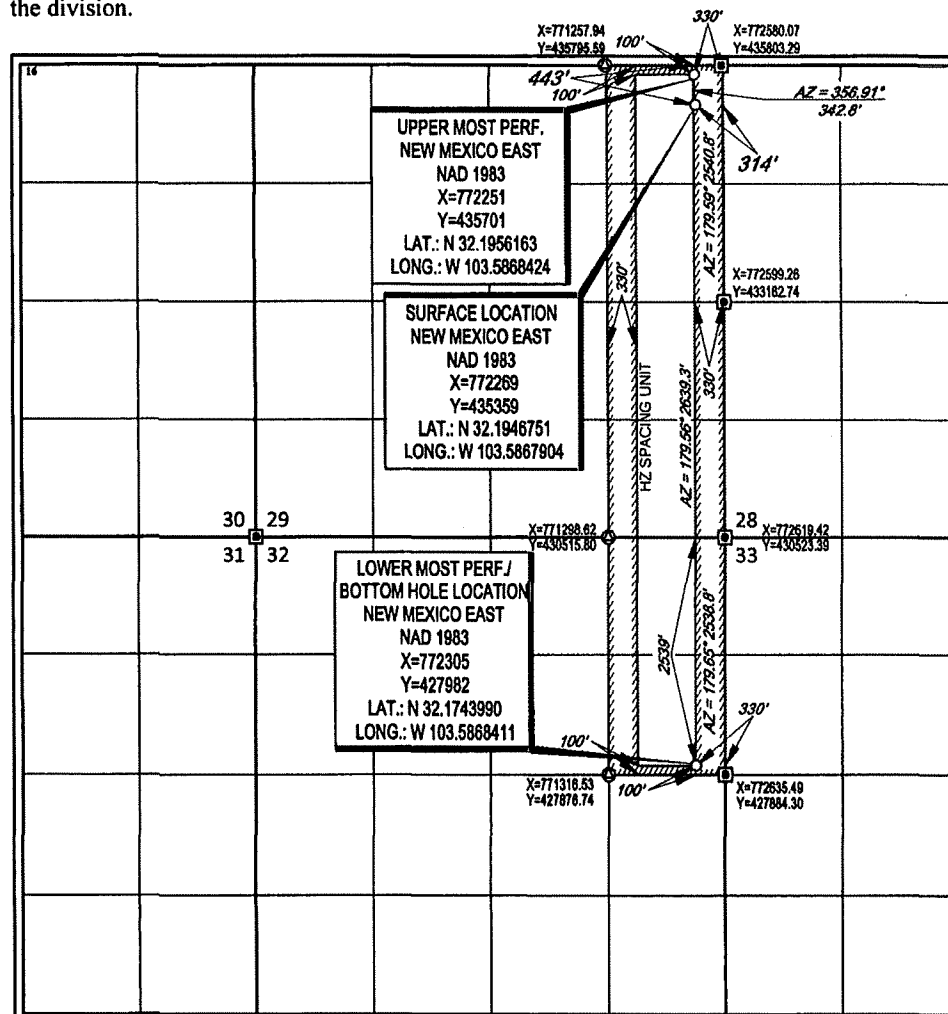 the division.
X=771257.94
Y=435795.59
100'
330'
X=772580.07
Y=435803.29
16
443'
100'
AZ = 356.91°
342.8'
314'
UPPER MOST PERF.
NEW MEXICO EAST
NAD 1983
X=772251
Y=435701
LAT.: N 32.1956163
LONG.: W 103.5868424
AZ = 179.59° 2540.8'
330'
X=772599.26
Y=433162.74
SURFACE LOCATION
NEW MEXICO EAST
NAD 1983
X=772269
Y=435359
LAT.: N 32.1946751
LONG.: W 103.5867904
HZ SPACING UNIT
AZ = 179.56° 2639.3'
330'
30 29
31 32
X=771298.62
Y=430515.80
28
33
X=772619.42
Y=430523.39
LOWER MOST PERF./
BOTTOM HOLE LOCATION
NEW MEXICO EAST
NAD 1983
X=772305
Y=427982
LAT.: N 32.1743990
LONG.: W 103.5868411
2539'
AZ = 179.65° 2538.8'
330'
100'
X=771316.53
Y=427876.74
100'
X=772635.49
Y=427884.30